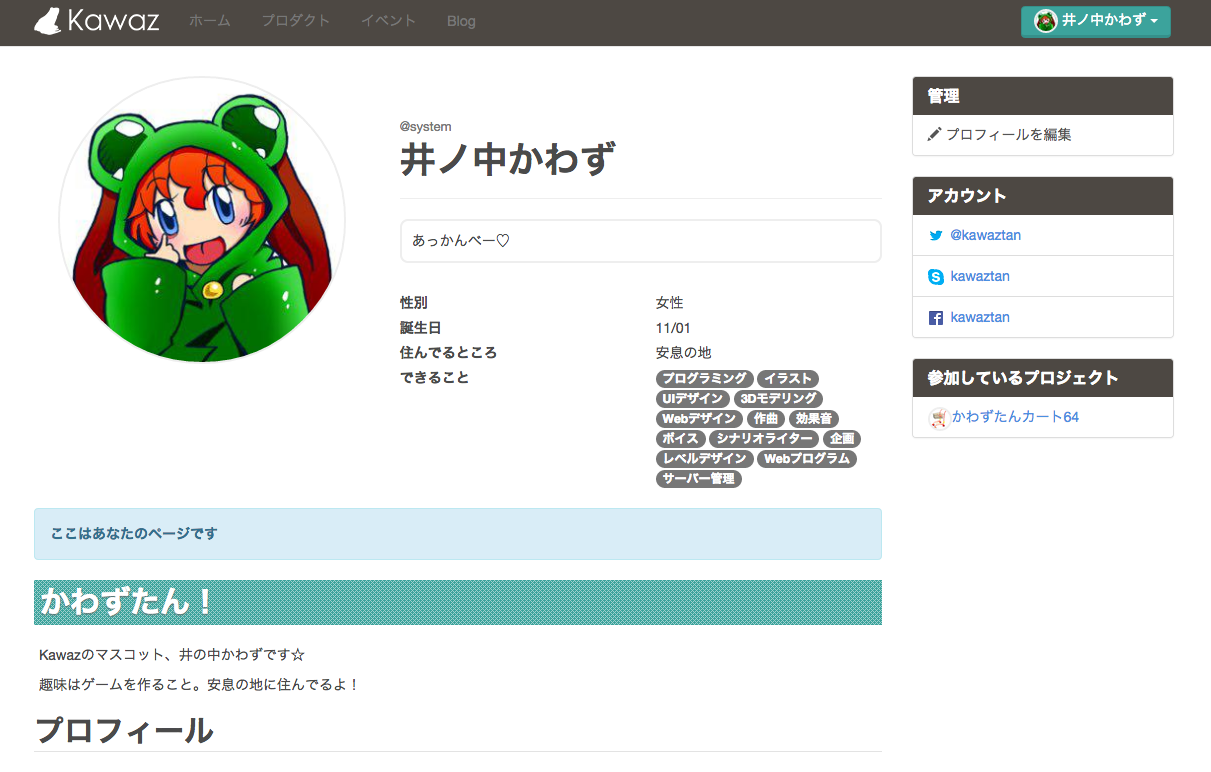 Kawaz ホーム プロダクト イベント Blog 井ノ中かわず
@system
井ノ中かわず
あっかんべー♡
性別 女性
誕生日 11/01
住んでるところ 安息の地
できること プログラミング イラスト
UIデザイン 3Dモデリング
Webデザイン 作曲 効果音
ボイス シナリオライター 企画
レベルデザイン Webプログラム
サーバー管理
ここはあなたのページです
かわずたん！
Kawazのマスコット、井の中かわずです☆
趣味はゲームを作ること。安息の地に住んでるよ！
プロフィール
管理
プロフィールを編集
アカウント
@kawaztan
kawaztan
kawaztan
参加しているプロジェクト
かわずたんカート64